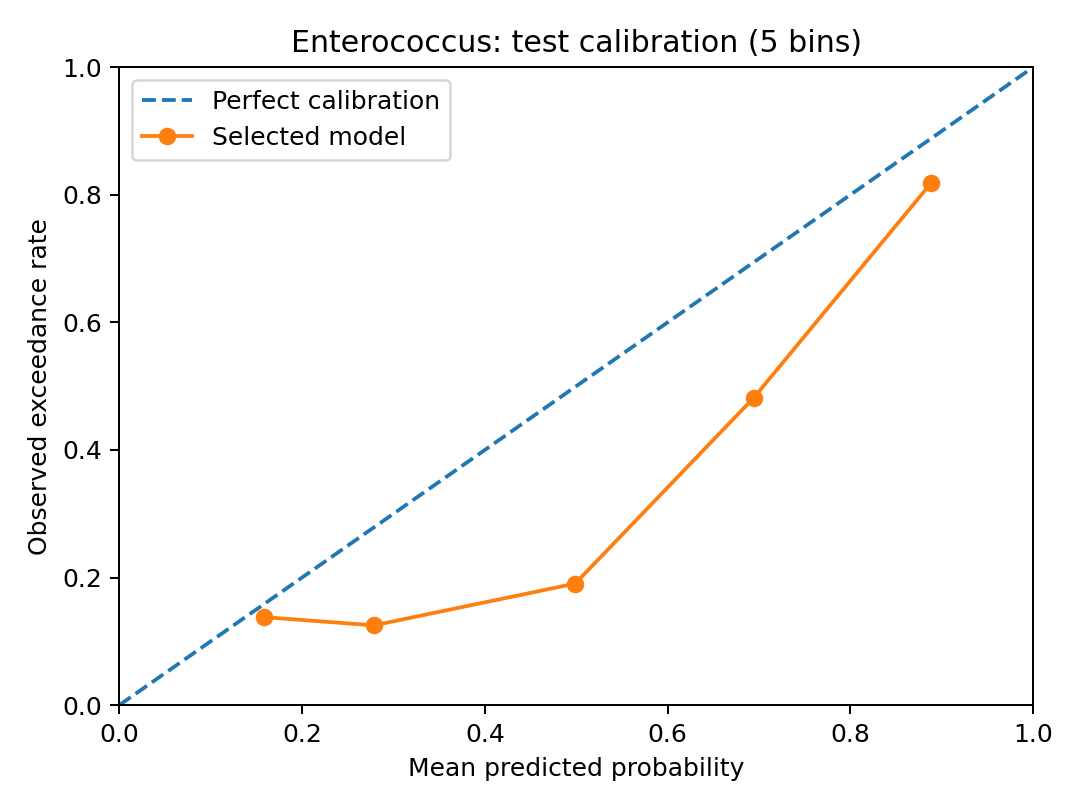 Enterococcus: test calibration (5 bins)
Perfect calibration
Selected model
1.0
0.8
0.6
0.4
0.2
0.0
Observed exceedance rate
0.0 0.2 0.4 0.6 0.8 1.0
Mean predicted probability